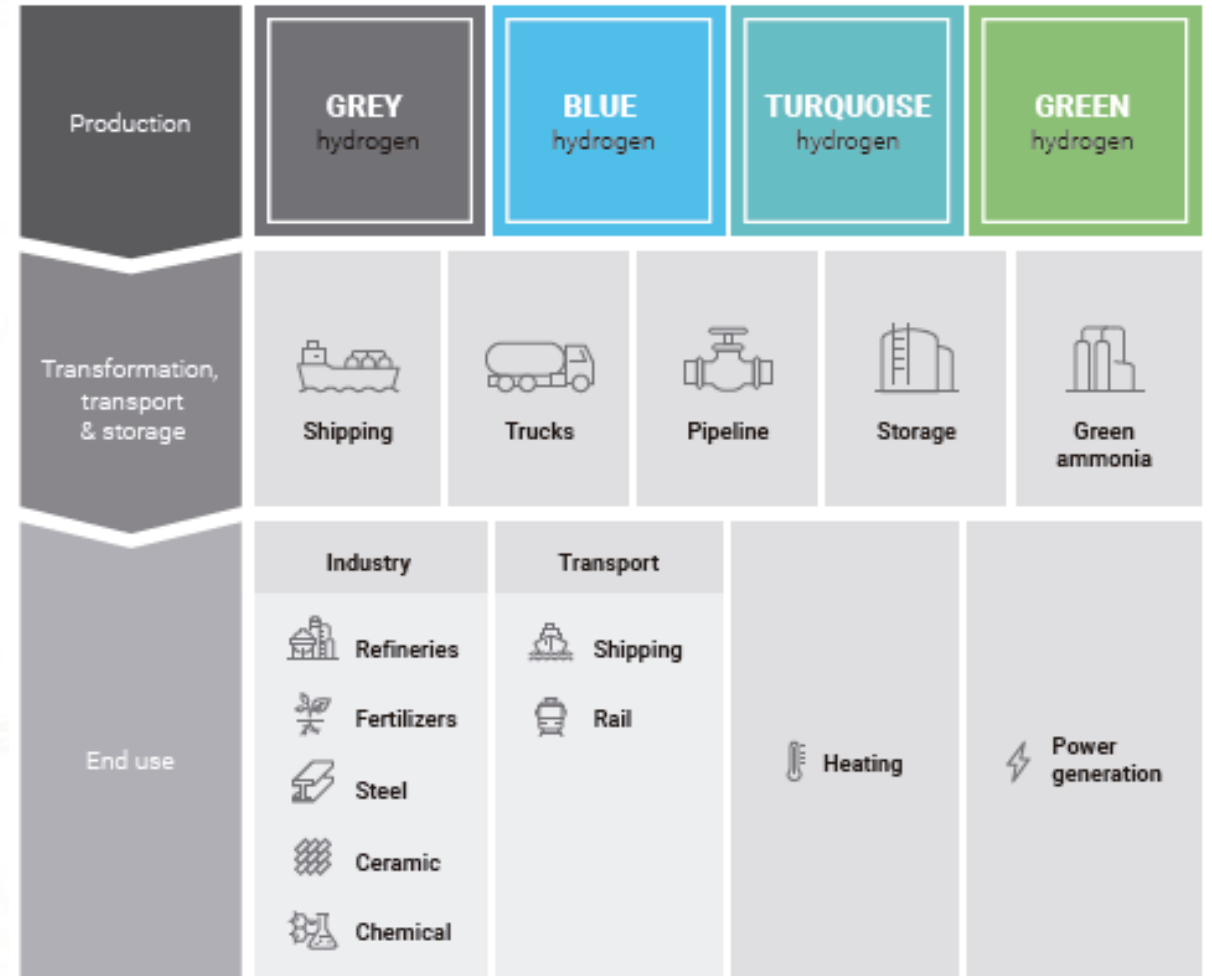 Production
GREY
hydrogen
BLUE
hydrogen
TURQUOISE
hydrogen
GREEN
hydrogen
Transformation,
transport
& storage
Shipping
Trucks
Pipeline
Storage
Green
ammonia
End use
Industry
Refineries
Fertilizers
Steel
Ceramic
Chemical
Transport
Shipping
Rail
Heating
Power
generation